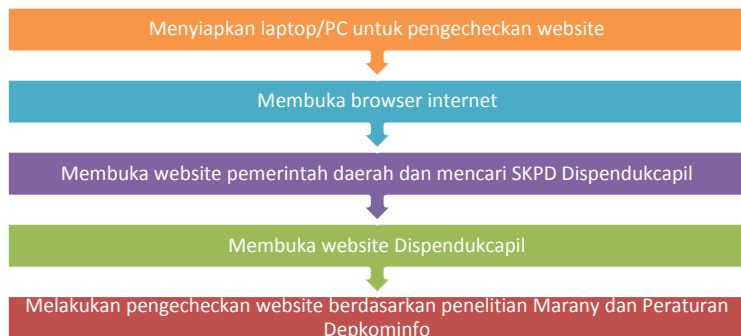 Menyiapkan laptop/PC untuk pengecheckan website
Membuka browser internet
Membuka website pemerintah daerah dan mencari SKPD Dispendukcapil
Membuka website Dispendukcapil
Melakukan pengecheckan website berdasarkan penelitian Marany dan Peraturan
Depkominfo